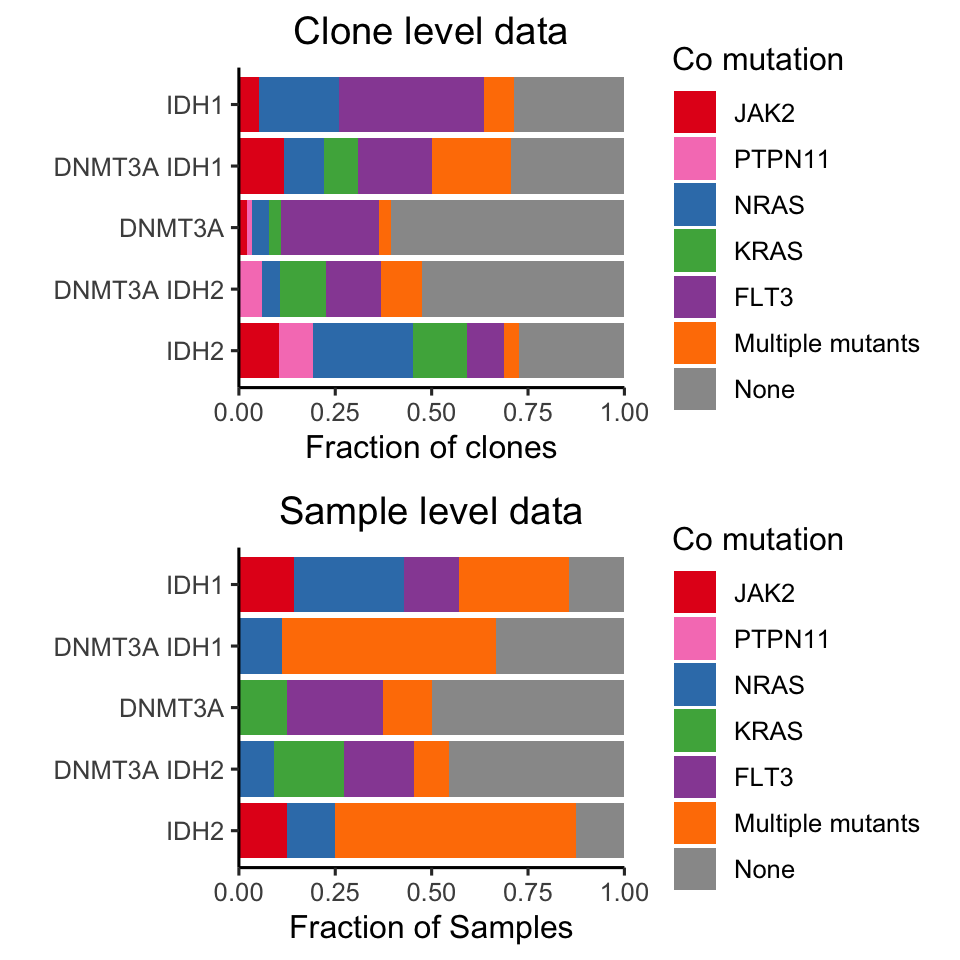 Clone level data
IDH1
DNMT3A IDH1
DNMT3A
DNMT3A IDH2
IDH2
0.00 0.25 0.50 0.75 1.00
Fraction of clones
Co mutation
JAK2
PTPN11
NRAS
KRAS
FLT3
Multiple mutants
None
Sample level data
IDH1
DNMT3A IDH1
DNMT3A
DNMT3A IDH2
IDH2
0.00 0.25 0.50 0.75 1.00
Fraction of Samples
Co mutation
JAK2
PTPN11
NRAS
KRAS
FLT3
Multiple mutants
None